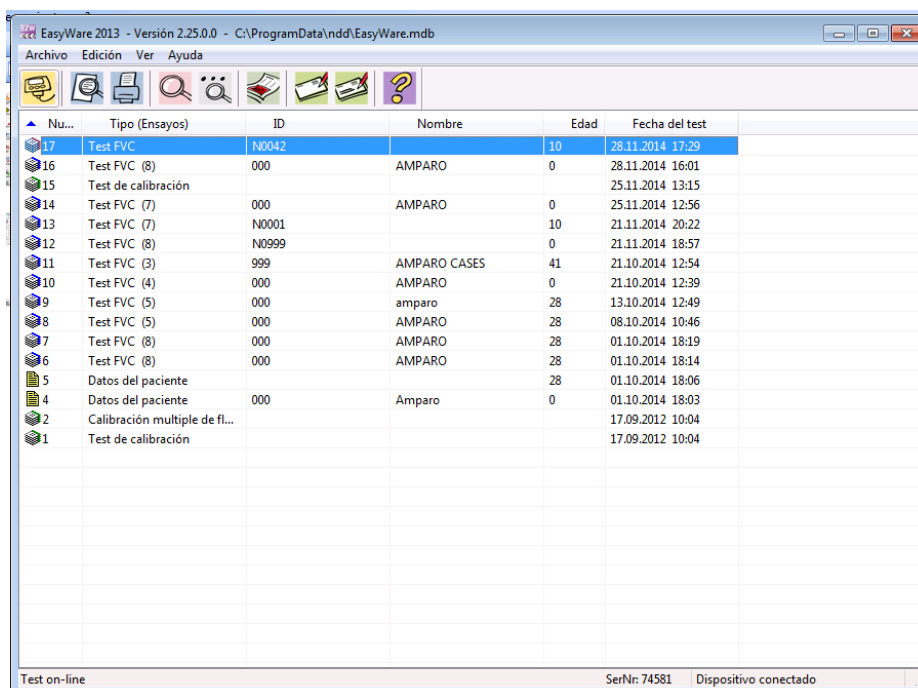 EasyWare 2013 - Versión 2.25.0.0 - C:\ProgramData\ndd\EasyWare.mdb
Archivo Edición Ver Ayuda
Nu... Tipo (Ensayos) ID Nombre Edad Fecha del test
17 Test FVC N0042 10 28.11.2014 17:29
16 Test FVC (8) 000 AMPARO 0 28.11.2014 16:01
15 Test de calibración 25.11.2014 13:15
14 Test FVC (7) 000 AMPARO 0 25.11.2014 12:56
13 Test FVC (7) N0001 10 21.11.2014 20:22
12 Test FVC (8) N0999 0 21.11.2014 18:57
11 Test FVC (3) 999 AMPARO CASES 41 21.10.2014 12:54
10 Test FVC (4) 000 AMPARO 0 21.10.2014 12:39
9 Test FVC (5) 000 amparo 28 13.10.2014 12:49
8 Test FVC (5) 000 AMPARO 28 08.10.2014 10:46
7 Test FVC (8) 000 AMPARO 28 01.10.2014 18:19
6 Test FVC (8) 000 AMPARO 28 01.10.2014 18:14
5 Datos del paciente 28 01.10.2014 18:06
4 Datos del paciente 000 Amparo 0 01.10.2014 18:03
2 Calibración multiple de fl... 17.09.2012 10:04
1 Test de calibración 17.09.2012 10:04
Test on-line SerNr: 74581 Dispositivo conectado